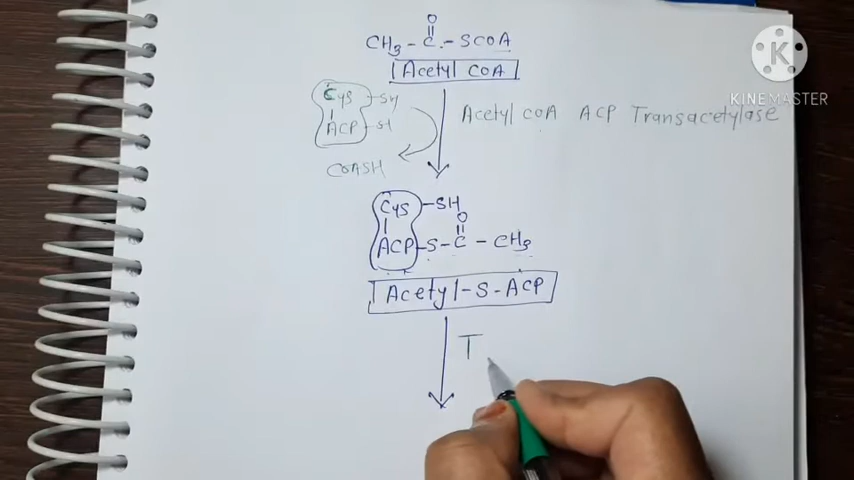 O
CH3 - C - SCOA
Acetyl COA
KINEMASTER
Cys - SH
ACP - SH
Acetyl COA ACP Transacetylase
COASH
Cys - SH
O
ACP - S - C - CH3
Acetyl - S - ACP
T